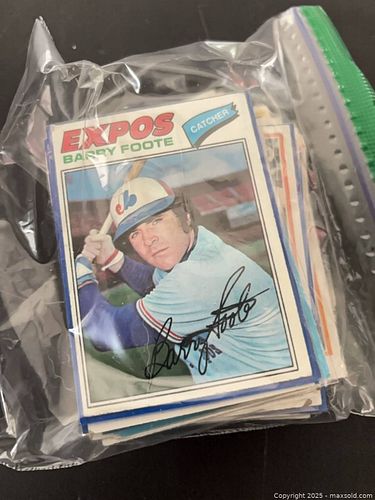 EXPOS
CATCHER
BARRY FOOTE
Barry Foote
Copyright 2025 - maxsold.com